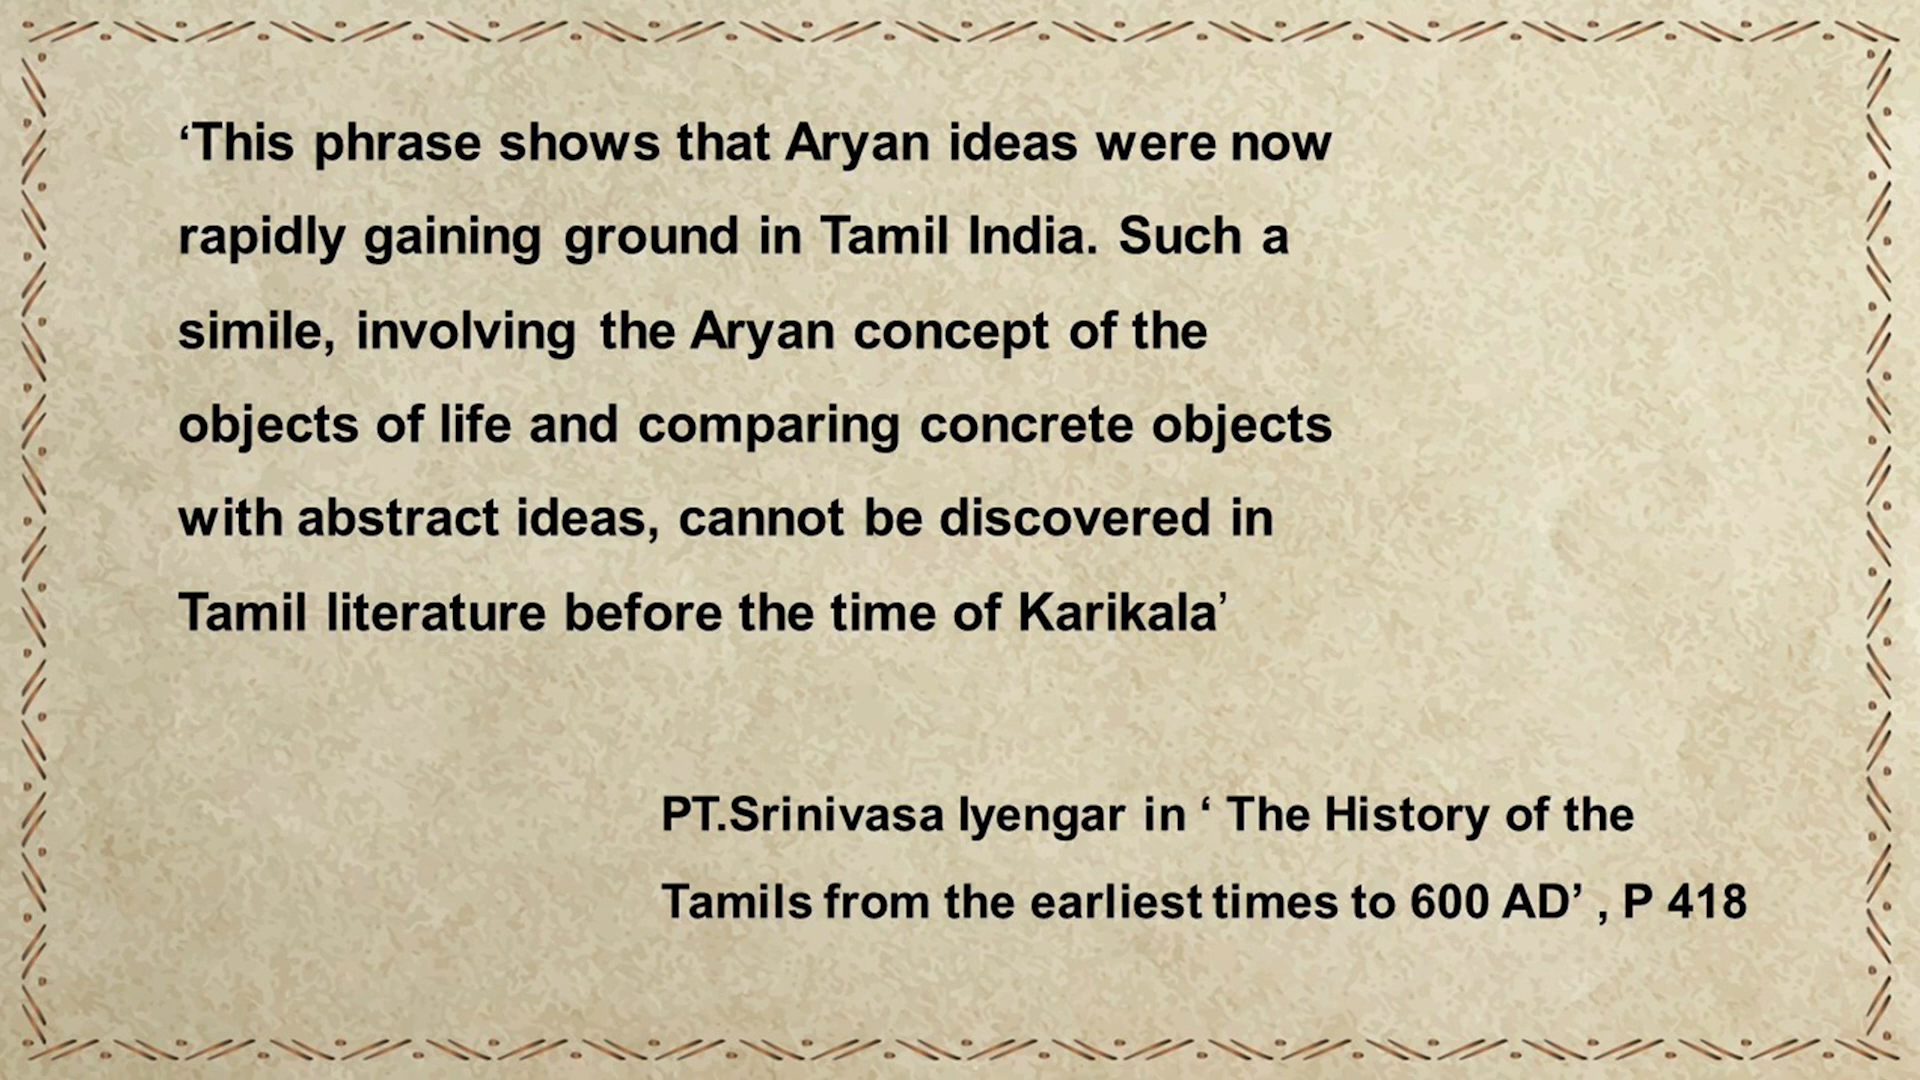 ‘This phrase shows that Aryan ideas were now
rapidly gaining ground in Tamil India. Such a
simile, involving the Aryan concept of the
objects of life and comparing concrete objects
with abstract ideas, cannot be discovered in
Tamil literature before the time of Karikala’
PT.Srinivasa Iyengar in ‘ The History of the
Tamils from the earliest times to 600 AD’ , P 418